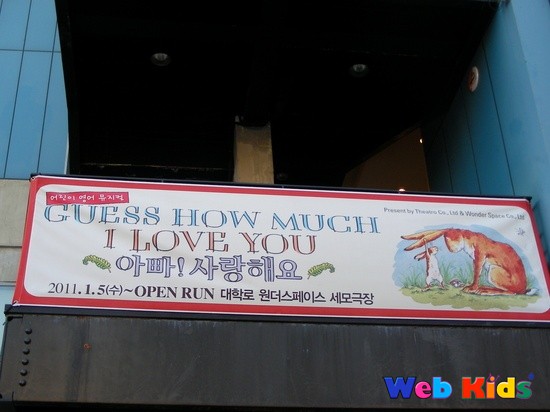 어린이 영어 뮤지컬
Present by Theatro Co., Ltd & Wonder Space Co., Ltd
GUESS HOW MUCH
I LOVE YOU
아빠! 사랑해요
2011. 1. 5(수)~ OPEN RUN 대학로 원더스페이스 세모극장
Web Kids